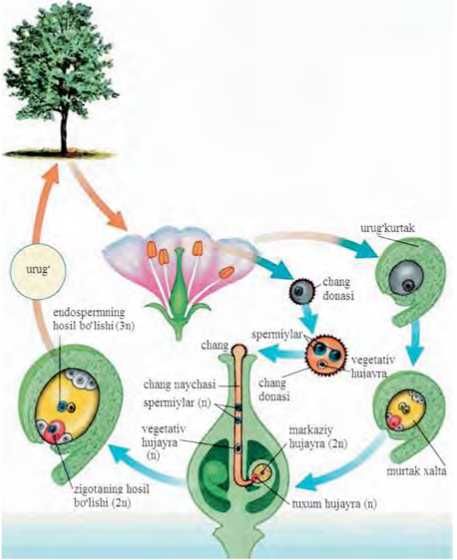 urug'kurtak
urug'
chang
donasi
endospermning
hosil bo'lishi (3n)
spermiylar
chang
vegetativ
hujayra
chang naychasi
chang
donasi
spermiylar (n)
vegetativ
hujayra
(n)
markaziy
hujayra (2n)
murtak xalta
zigotaning hosil
bo'lishi (2n)
tuxum hujayra (n)